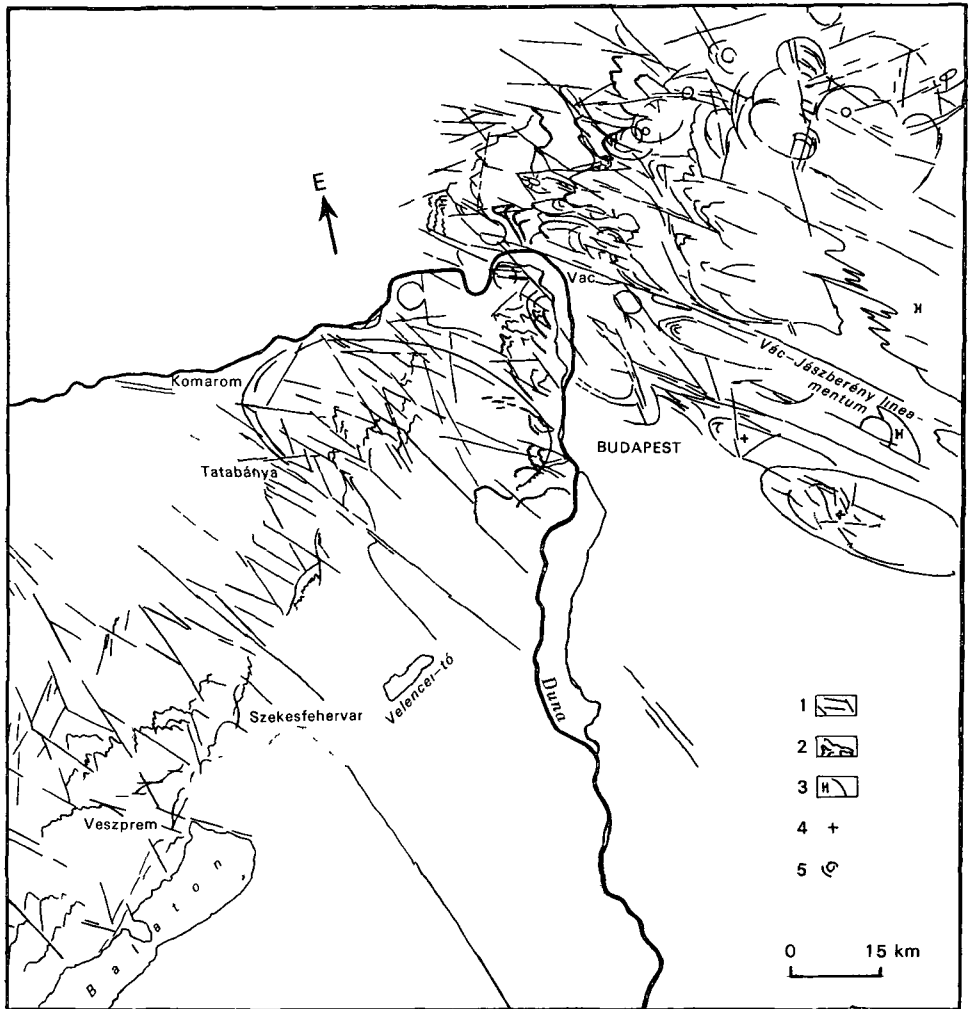 E
Vac
H
Komarom
Vác-Jászberény linea-
mentum
H
BUDAPEST
Tatabánya
Duna
Velencei-tó
Szekesfehervar
1
2
3 H
4 +
5
Veszprem
Balaton
0 15 km